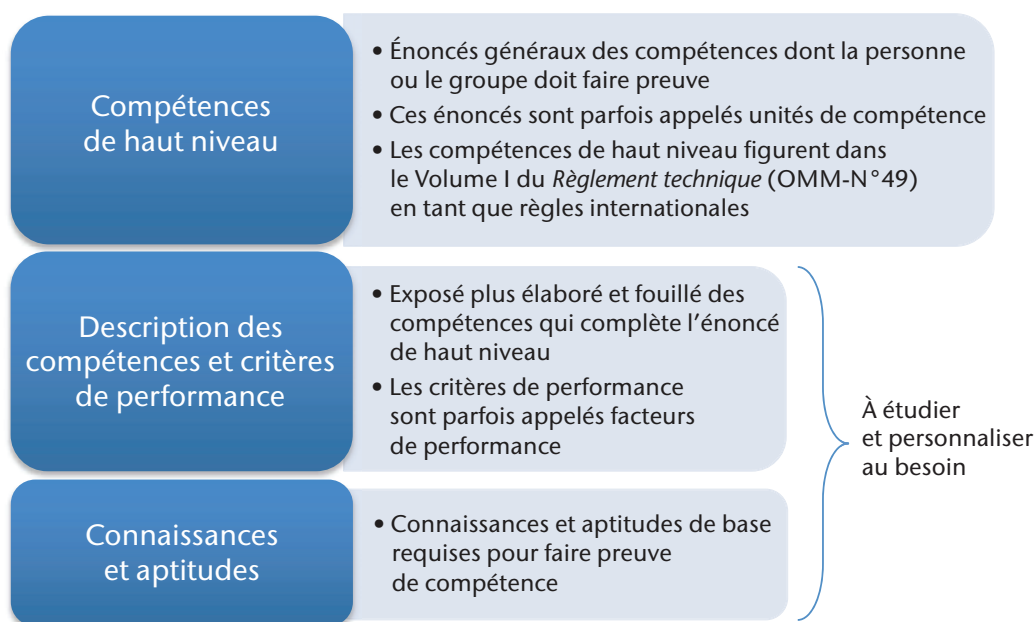 Compétences
de haut niveau
• Énoncés généraux des compétences dont la personne
ou le groupe doit faire preuve
• Ces énoncés sont parfois appelés unités de compétence
• Les compétences de haut niveau figurent dans
le Volume I du Règlement technique (OMM-N°49)
en tant que règles internationales
Description des
compétences et critères
de performance
• Exposé plus élaboré et fouillé des
compétences qui complète l'énoncé
de haut niveau
• Les critères de performance
sont parfois appelés facteurs
de performance
Connaissances
et aptitudes
• Connaissances et aptitudes de base
requises pour faire preuve
de compétence
À étudier
et personnaliser
au besoin